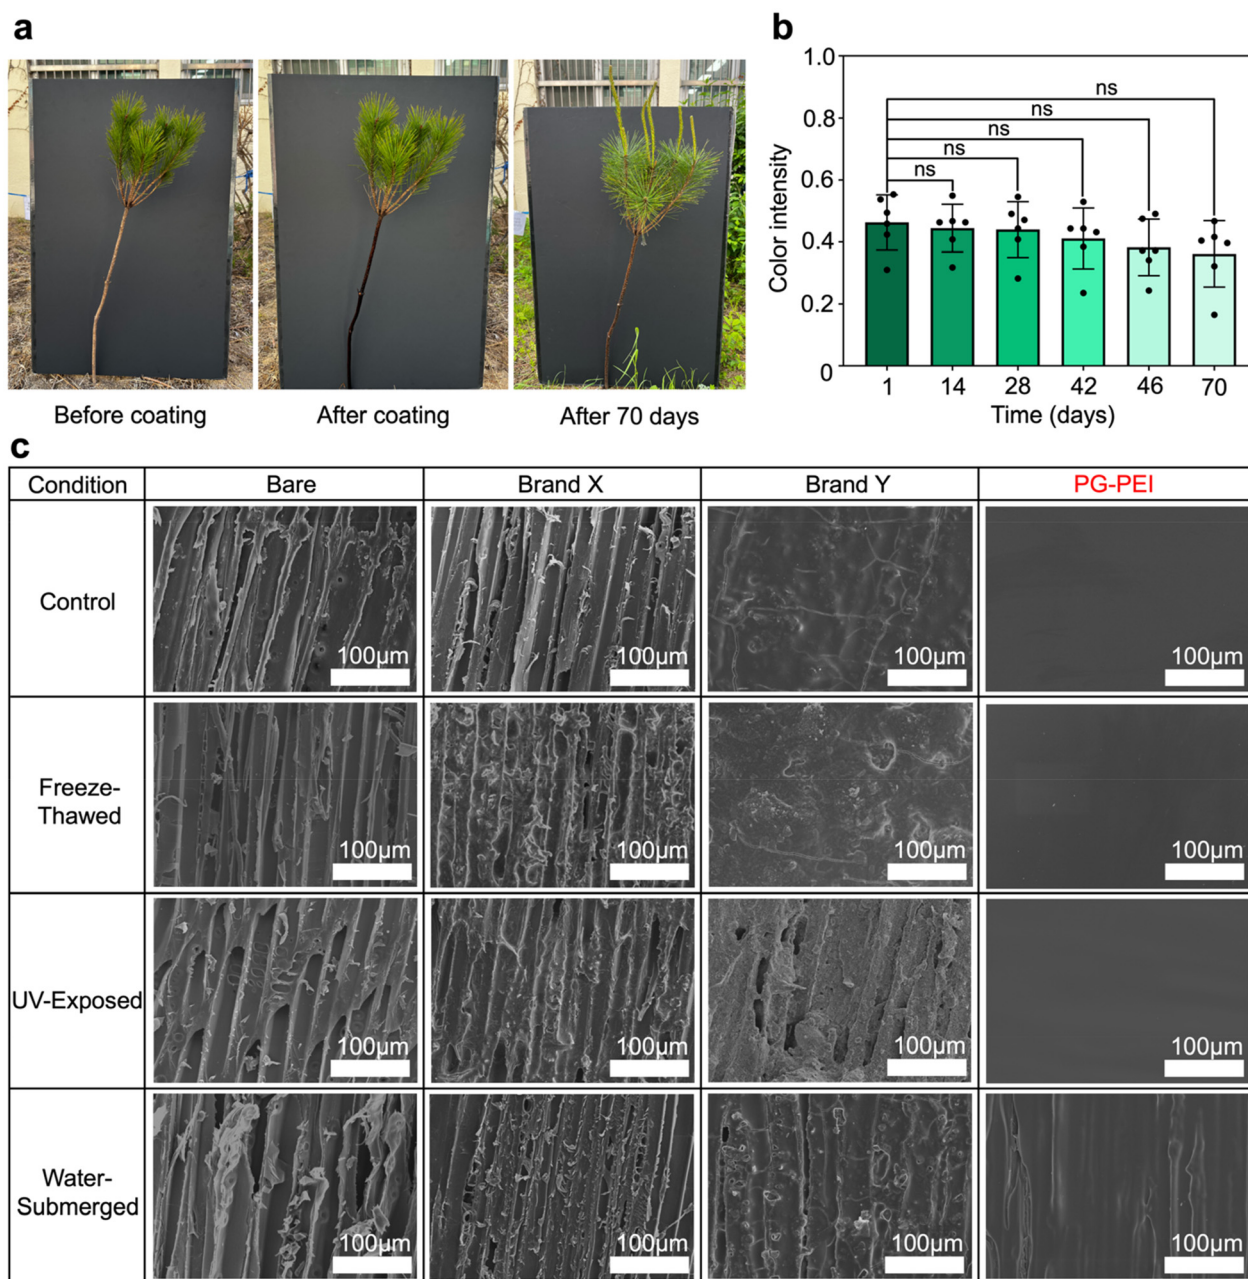 a
Before coating
After coating
After 70 days
b
Color intensity
1.0
0.8
0.6
0.4
0.2
0
ns
ns
ns
ns
ns
1 14 28 42 46 70
Time (days)
c
Condition Bare Brand X Brand Y PG-PEI
Control
100µm 100µm 100µm 100µm
Freeze-
Thawed
100µm 100µm 100µm 100µm
UV-Exposed
100µm 100µm 100µm 100µm
Water-
Submerged
100µm 100µm 100µm 100µm